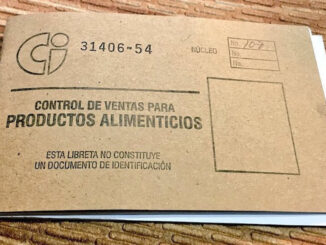 CCI
31406-54
NÚCLEO
No. 107
No.
No.
CONTROL DE VENTAS PARA
PRODUCTOS ALIMENTICIOS
ESTA LIBRETA NO CONSTITUYE
UN DOCUMENTO DE IDENTIFICACIÓN